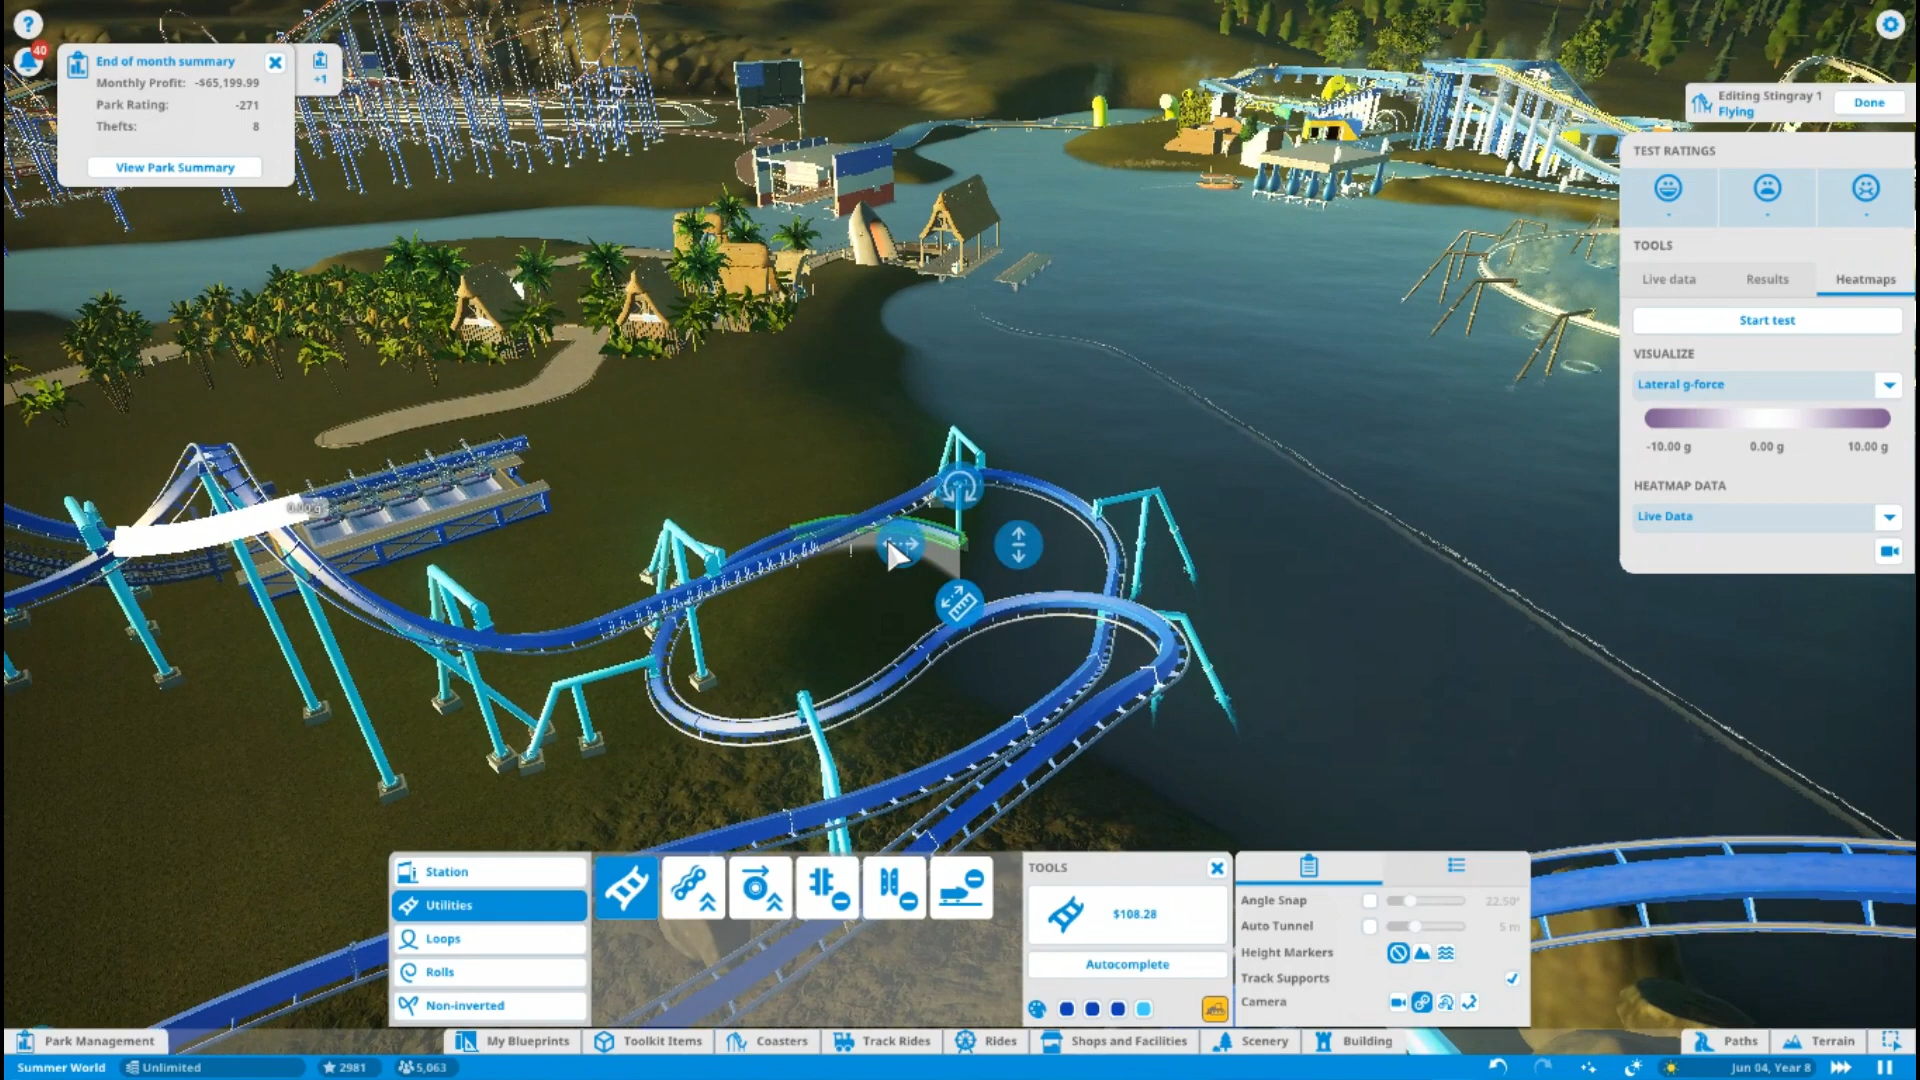 ?
40
End of month summary
Monthly Profit: -$65,199.99
Park Rating: -271
Thefts: 8
View Park Summary
+1
Editing Stingray 1
Flying
Done
TEST RATINGS
-
-
-
TOOLS
Live data
Results
Heatmaps
Start test
VISUALIZE
Lateral g-force
-10.00 g
0.00 g
10.00 g
HEATMAP DATA
Live Data
0.00 g
Station
Utilities
Loops
Rolls
Non-inverted
TOOLS
$108.28
Autocomplete
Angle Snap
22.50°
Auto Tunnel
5 m
Height Markers
Track Supports
Camera
Park Management
My Blueprints
Toolkit Items
Coasters
Track Rides
Rides
Shops and Facilities
Scenery
Building
Paths
Terrain
Summer World
Unlimited
2981
5,063
Jun 04, Year 8